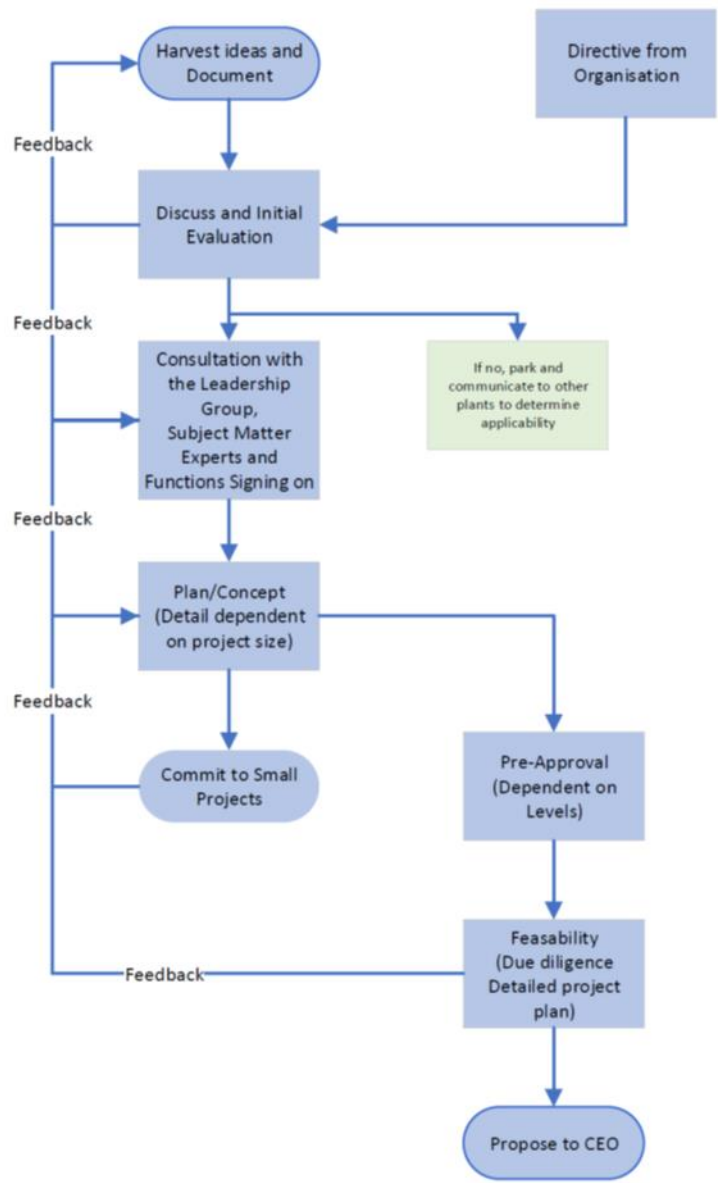 Harvest ideas and
Document
Directive from
Organisation
Feedback
Discuss and Initial
Evaluation
Feedback
Consultation with
the Leadership
Group,
Subject Matter
Experts and
Functions Signing on
If no, park and
communicate to other
plants to determine
applicability
Feedback
Plan/Concept
(Detail dependent
on project size)
Feedback
Commit to Small
Projects
Pre-Approval
(Dependent on
Levels)
Feasability
(Due diligence
Detailed project
plan)
Feedback
Propose to CEO